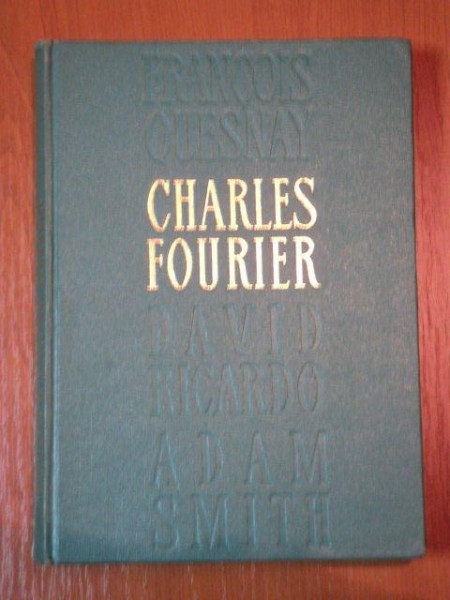 FRANÇOIS
QUESNAY
CHARLES
FOURIER
DAVID
RICARDO
ADAM
SMITH